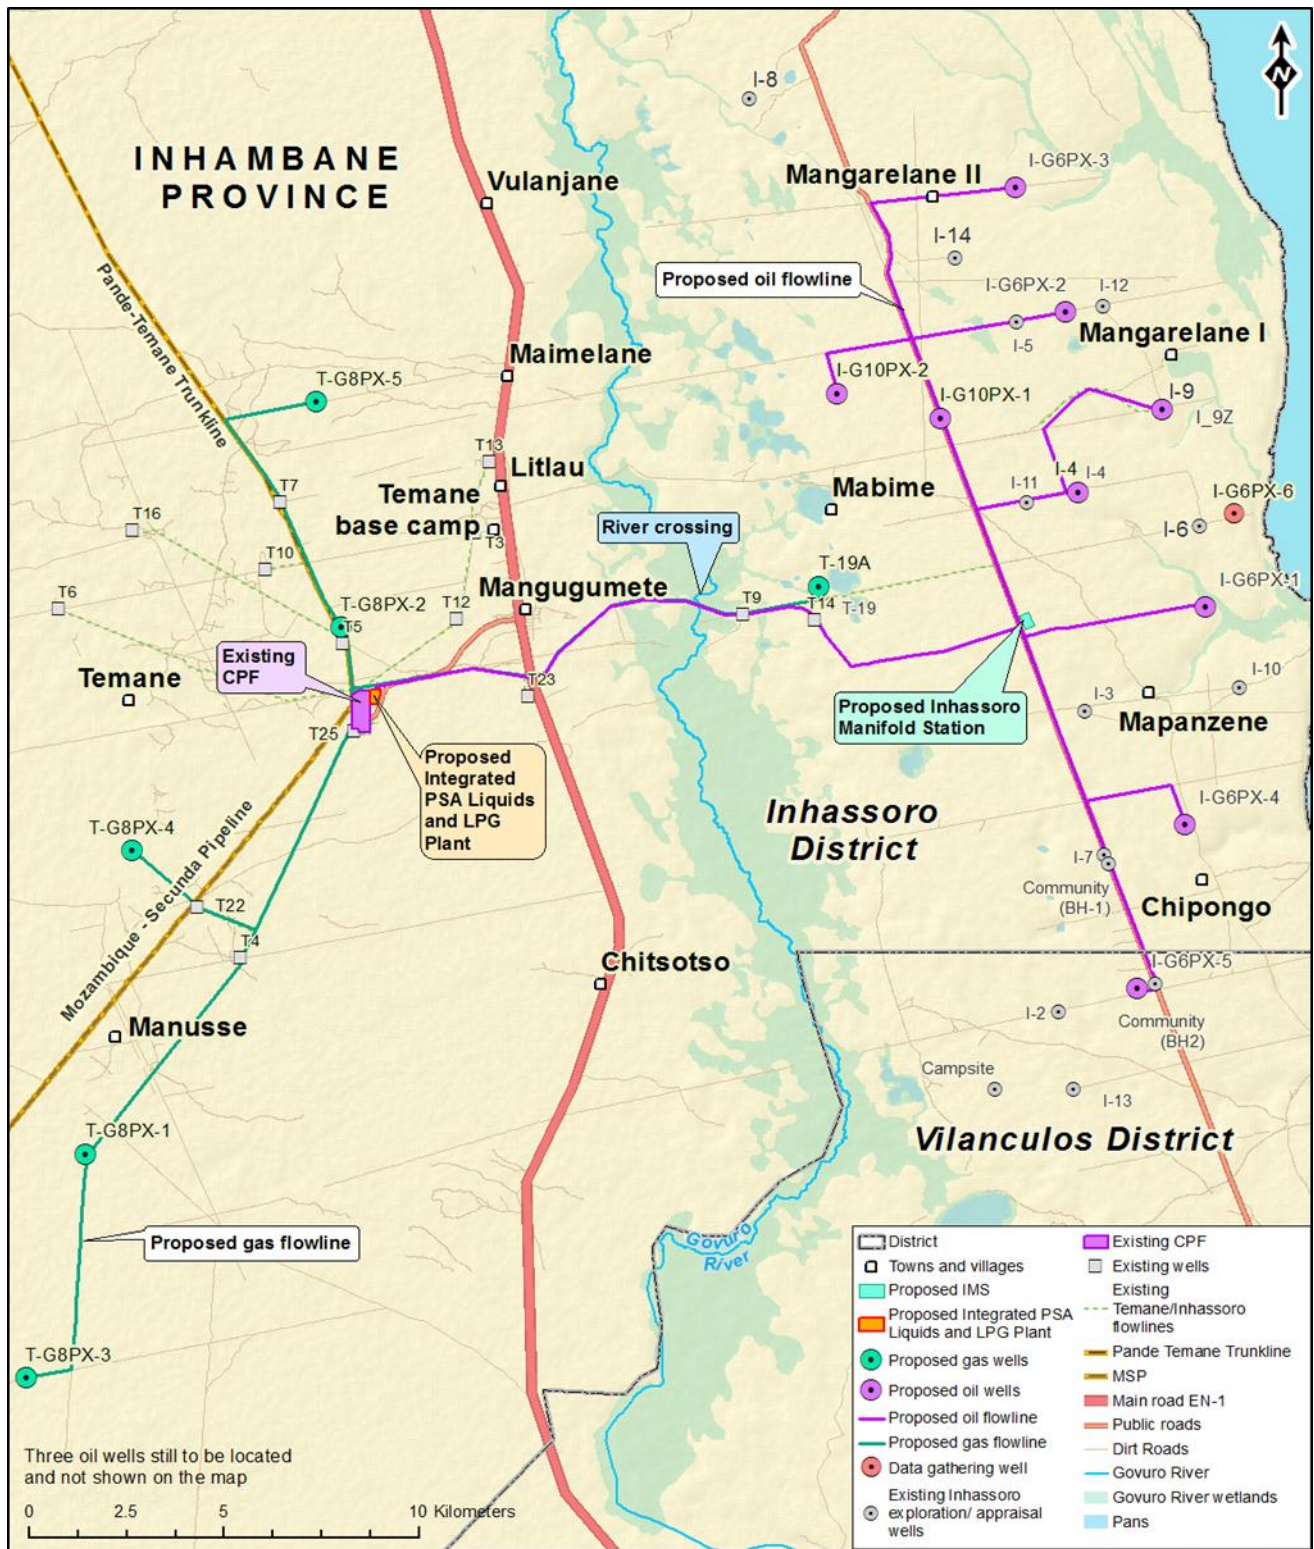 N
I-8
INHAMBANE
PROVINCE
I-G6PX-3
Mangarelane II
Vulanjane
I-14
Proposed oil flowline
I-G6PX-2
I-12
Pande-Temane Trunkline
I-5
Mangarelane I
Maimelane
I-G10PX-2
T-G8PX-5
I-G10PX-1
I-9
I_9Z
T13
Litlau
I-4
I-4
T7
Temane
base camp
I-11
Mabime
I-G6PX-6
T16
T3
River crossing
I-6
T10
T-19A
T6
Mangugumete
I-G6PX-1
T-G8PX-2
T12
T9
T14
T-19
T5
Existing
CPF
Temane
T23
I-10
I-3
Proposed Inhassoro
Manifold Station
Mapanzene
T25
Proposed
Integrated
PSA Liquids
and LPG
Plant
I-G6PX-4
T-G8PX-4
Inhassoro
District
Mozambique -Secunda Pipeline
I-7
Community
(BH-1)
T22
Chipongo
T4
Chitsotso
I-G6PX-5
I-2
Manusse
Community
(BH2)
Campsite
I-13
T-G8PX-1
Vilanculos District
Proposed gas flowline
Govuro
River
T-G8PX-3
Three oil wells still to be located
and not shown on the map
0 2.5 5 10 Kilometers
District
Towns and villages
Proposed IMS
Proposed Integrated PSA
Liquids and LPG Plant
Proposed gas wells
Proposed oil wells
Proposed oil flowline
Proposed gas flowline
Data gathering well
Existing Inhassoro
exploration/ appraisal
wells
Existing CPF
Existing wells
Existing
Temane/Inhassoro
flowlines
Pande Temane Trunkline
MSP
Main road EN-1
Public roads
Dirt Roads
Govuro River
Govuro River wetlands
Pans